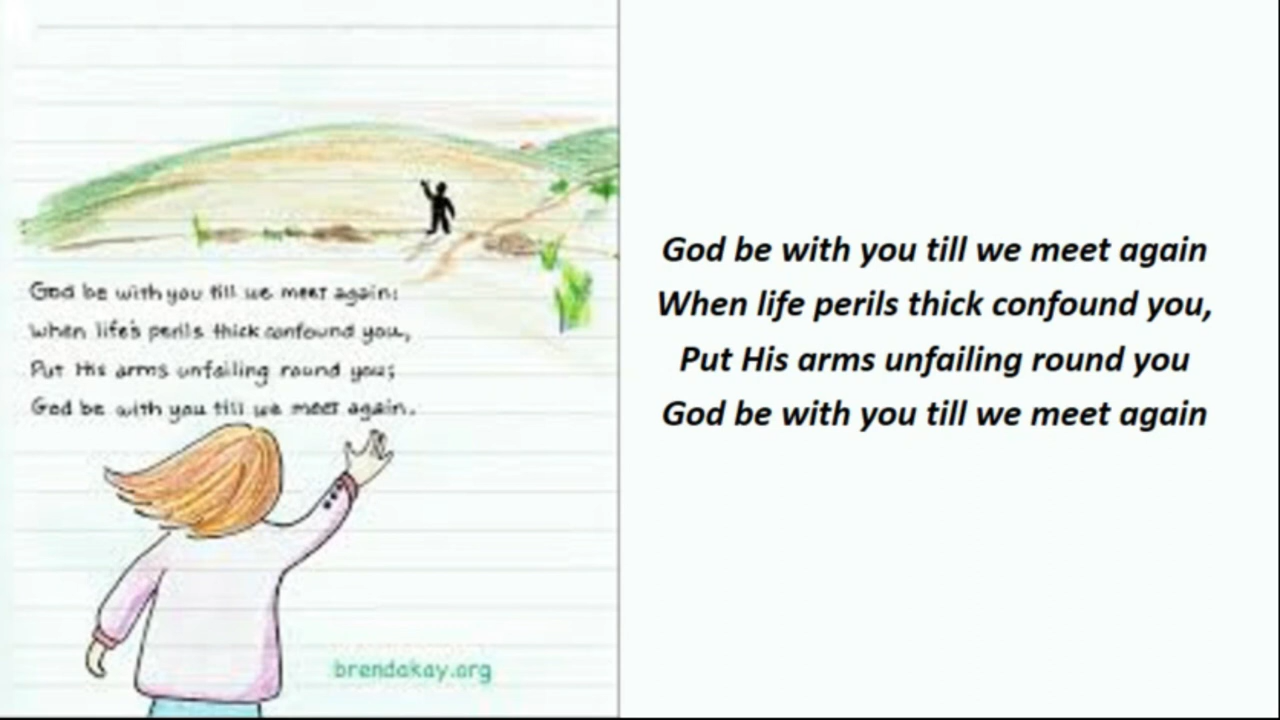 God be with you till we meet again:
when life's perils thick confound you,
Put His arms unfailing round you;
God be with you till we meet again.
brendakay.org
God be with you till we meet again
When life perils thick confound you,
Put His arms unfailing round you
God be with you till we meet again